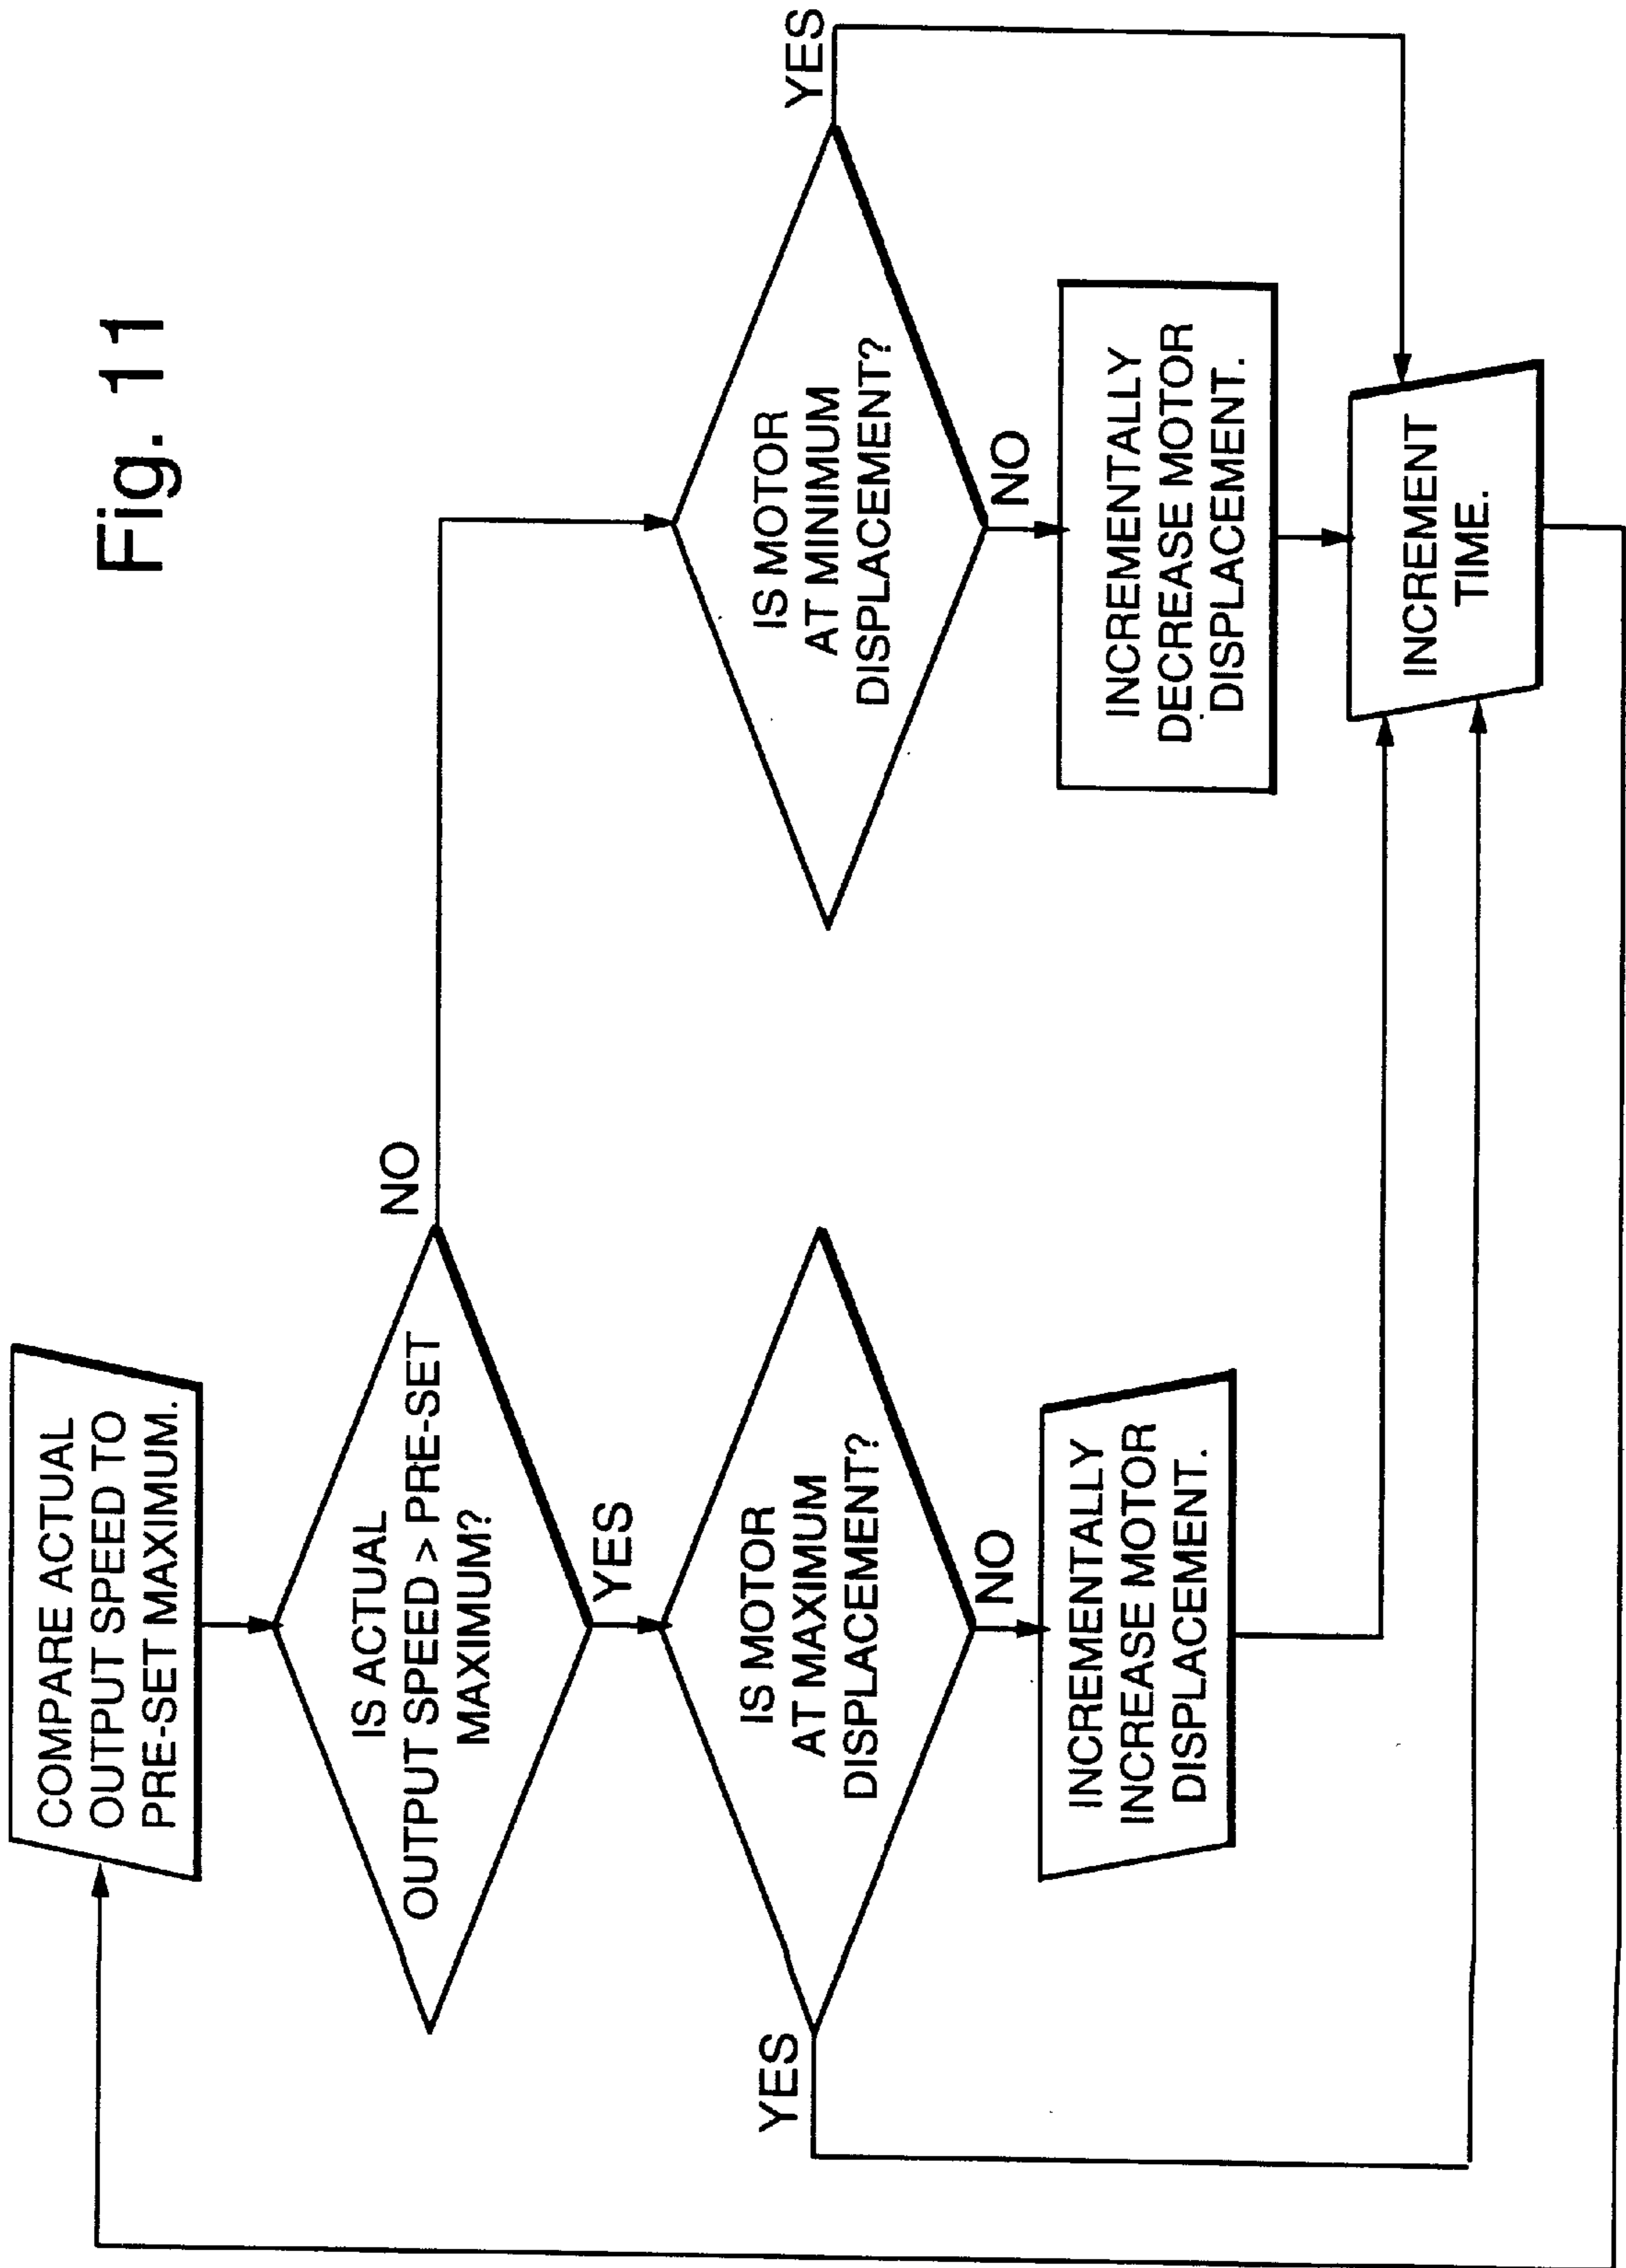 Fig. 11
COMPARE ACTUAL
OUTPUT SPEED TO
PRE-SET MAXIMUM.
IS ACTUAL
OUTPUT SPEED > PRE-SET
MAXIMUM?
NO
YES
IS MOTOR
AT MAXIMUM
DISPLACEMENT?
YES
NO
INCREMENTALLY
INCREASE MOTOR
DISPLACEMENT.
IS MOTOR
AT MINIMUM
DISPLACEMENT?
YES
NO
INCREMENTALLY
DECREASE MOTOR
DISPLACEMENT.
INCREMENT
TIME.